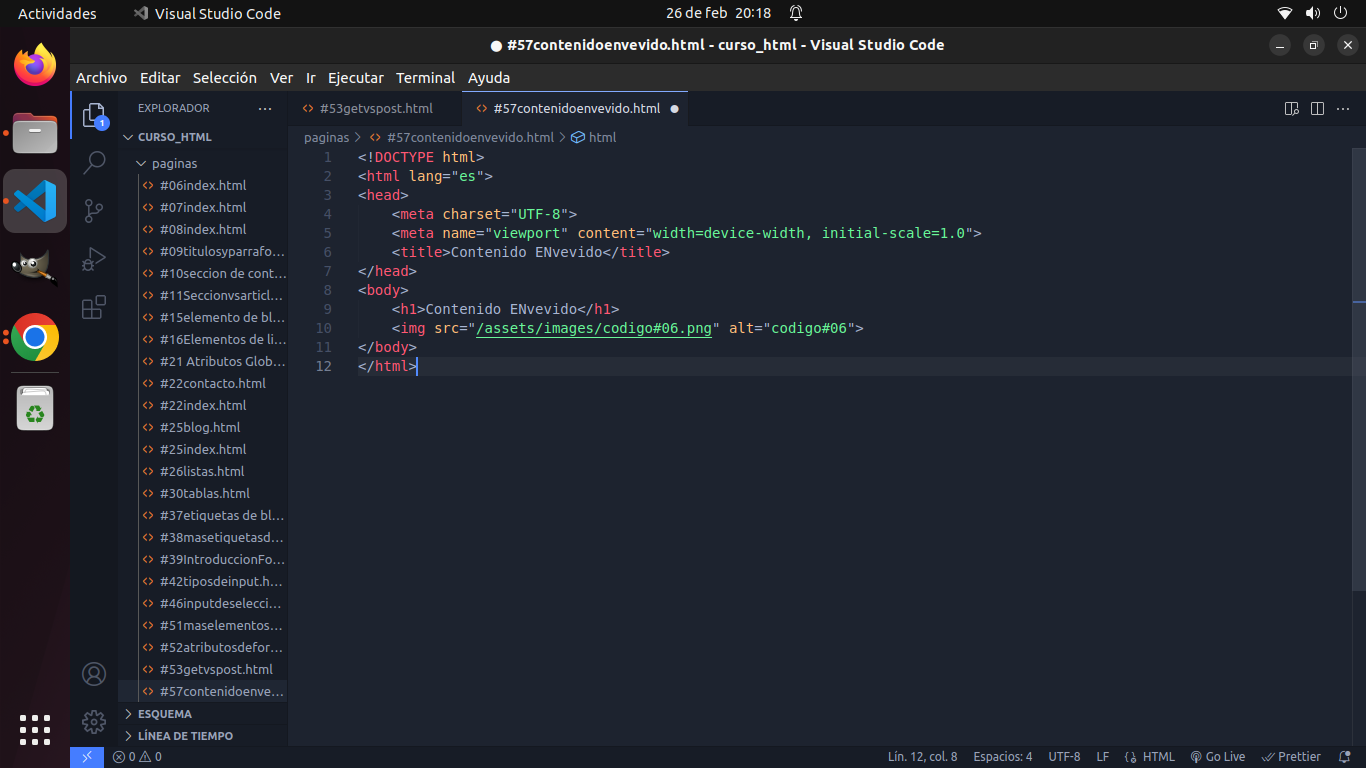 Actividades
Visual Studio Code
26 de feb 20:18
#57contenidoenvevido.html - curso_html - Visual Studio Code
Archivo Editar Selección Ver Ir Ejecutar Terminal Ayuda
1
EXPLORADOR
CURSO_HTML
paginas
#06index.html
#07index.html
#08index.html
#09titulosyparrafo...
#10seccion de cont...
#11Seccionvsarticl...
#15elemento de bl...
#16Elementos de li...
#21 Atributos Glob...
#22contacto.html
#22index.html
#25blog.html
#25index.html
#26listas.html
#30tablas.html
#37etiquetas de bl...
#38masetiquetasd...
#39IntroduccionFo...
#42tiposdeinput.h...
#46inputdeselecci...
#51maselementos...
#52atributosdefor...
#53getvspost.html
#57contenidoenve...
ESQUEMA
LÍNEA DE TIEMPO
#53getvspost.html
#57contenidoenvevido.html
paginas > #57contenidoenvevido.html > html
1 <!DOCTYPE html>
2 <html lang="es">
3 <head>
4     <meta charset="UTF-8">
5     <meta name="viewport" content="width=device-width, initial-scale=1.0">
6     <title>Contenido ENvevido</title>
7 </head>
8 <body>
9     <h1>Contenido ENvevido</h1>
10     <img src="/assets/images/codigo#06.png" alt="codigo#06">
11 </body>
12 </html>
0 0
Lín. 12, col. 8
Espacios: 4
UTF-8
LF
HTML
Go Live
Prettier